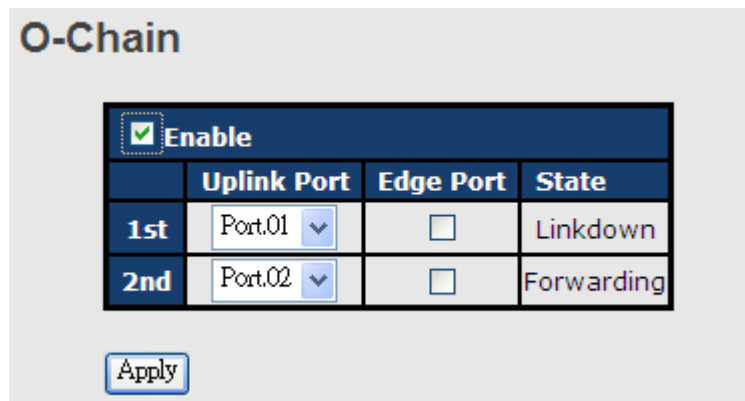 O-Chain
Enable
Uplink Port Edge Port State
1st Port.01 Linkdown
2nd Port.02 Forwarding
Apply